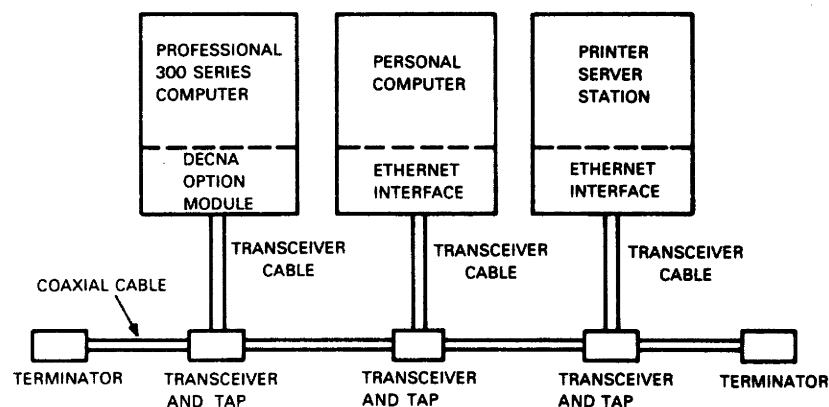 PROFESSIONAL
300 SERIES
COMPUTER
DECNA
OPTION
MODULE
PERSONAL
COMPUTER
ETHERNET
INTERFACE
PRINTER
SERVER
STATION
ETHERNET
INTERFACE
TRANSCEIVER
CABLE
TRANSCEIVER
CABLE
TRANSCEIVER
CABLE
COAXIAL CABLE
TERMINATOR
TRANSCEIVER
AND TAP
TRANSCEIVER
AND TAP
TRANSCEIVER
AND TAP
TERMINATOR